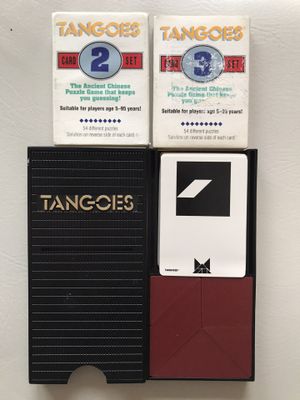 TANGOES
CARD 2 SET
The Ancient Chinese
Puzzle Game that keeps
you guessing!
Suitable for players age 5-95 years!
54 different puzzles
Solution on reverse side of each card
TANGOES
CARD 3 SET
The Ancient Chinese
Puzzle Game that keeps
you guessing!
Suitable for players age 5-95 years!
54 different puzzles
Solution on reverse side of each card
TANGOES
TANGOES